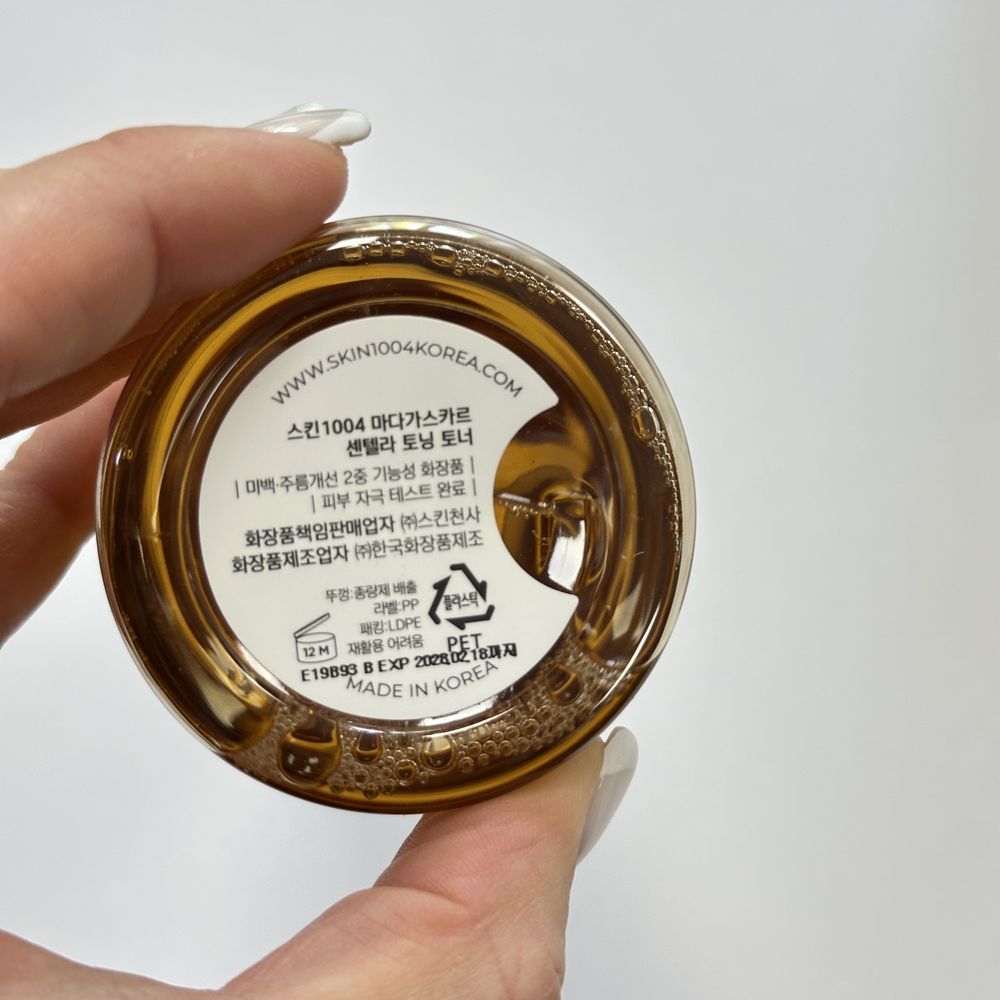 WWW.SKIN1004KOREA.COM
스킨1004 마다가스카르
센텔라 토닝 토너
| 미백·주름개선 2중 기능성 화장품 |
| 피부 자극 테스트 완료 |
화장품책임판매업자 ㈜스킨천사
화장품제조업자 ㈜한국화장품제조
뚜껑:종량제 배출
라벨:PP
패킹:LDPE
재활용 어려움
플라스틱
PET
12 M
E19B93 B EXP 2028.02.18까지
MADE IN KOREA